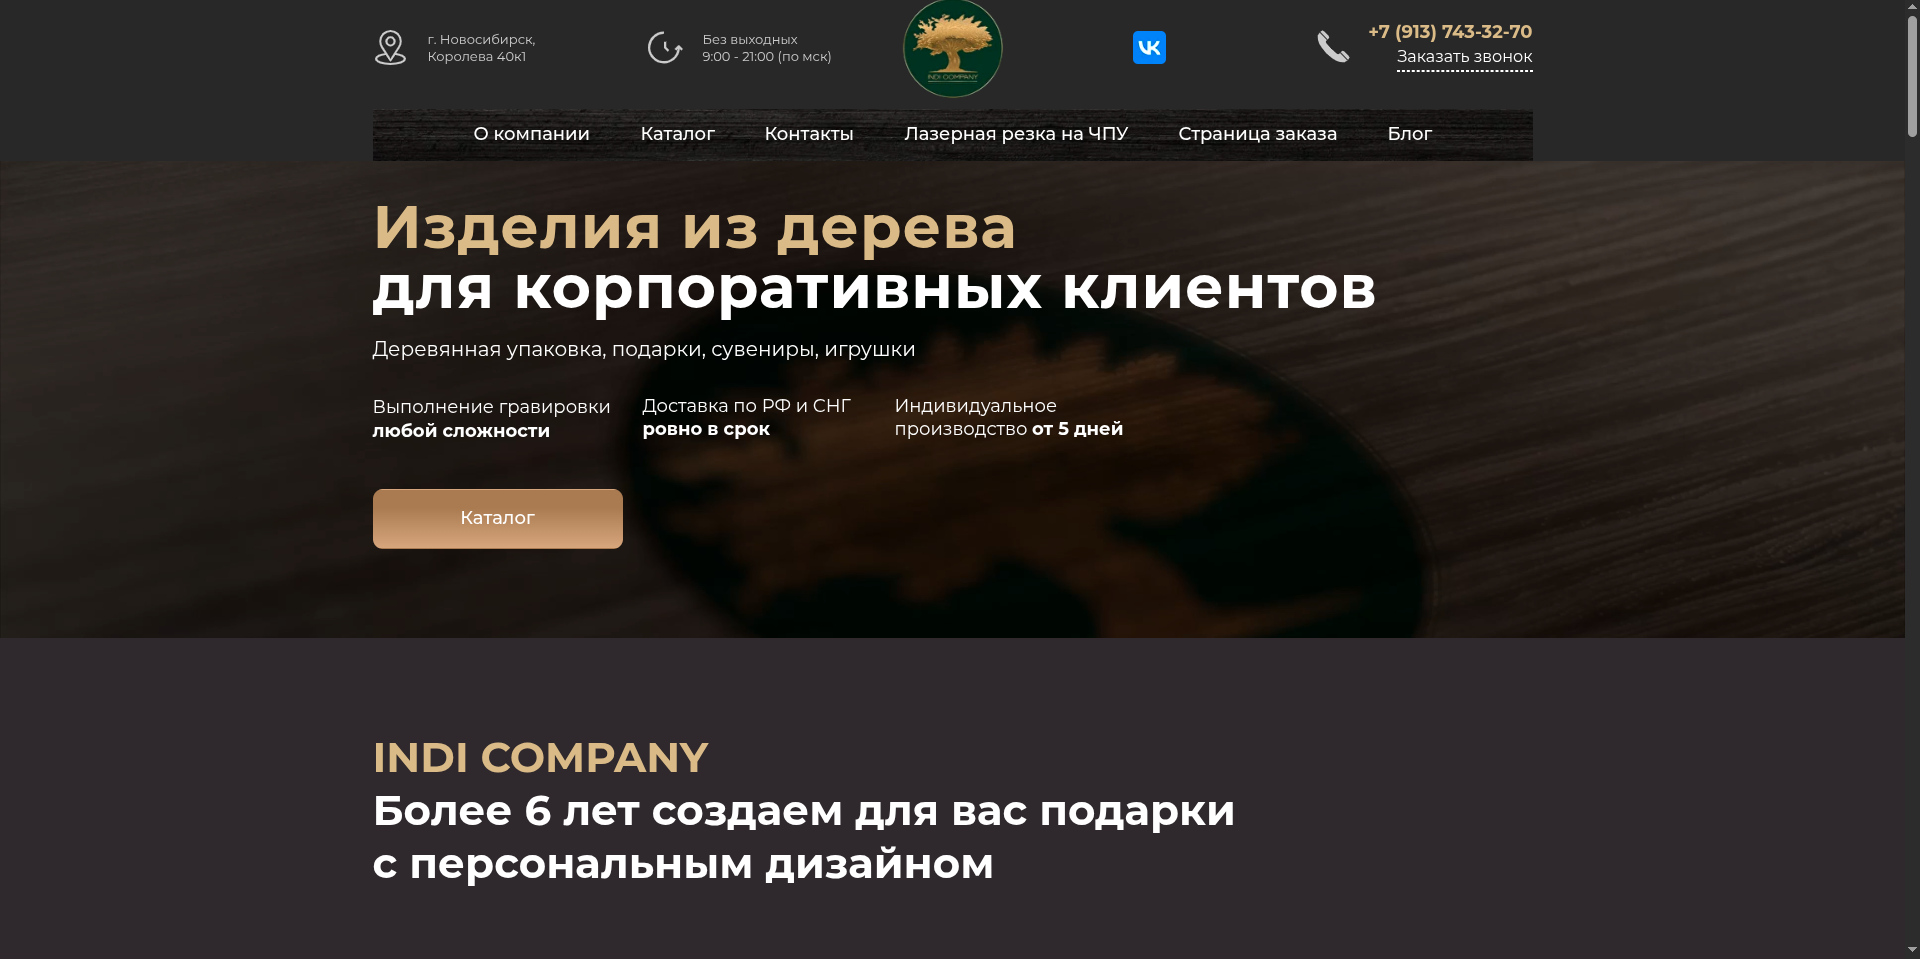 г. Новосибирск,
Королева 40к1
Без выходных
9:00 - 21:00 (по мск)
INDI COMPANY
+7 (913) 743-32-70
Заказать звонок
О компании
Каталог
Контакты
Лазерная резка на ЧПУ
Страница заказа
Блог
Изделия из дерева
для корпоративных клиентов
Деревянная упаковка, подарки, сувениры, игрушки
Выполнение гравировки
любой сложности
Доставка по РФ и СНГ
ровно в срок
Индивидуальное
производство от 5 дней
Каталог
INDI COMPANY
Более 6 лет создаем для вас подарки
с персональным дизайном